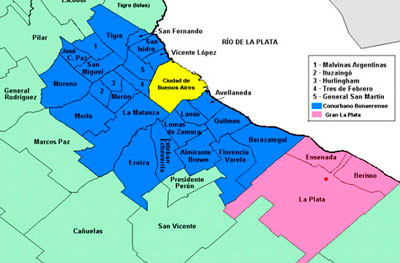 Escobar
Tigre (Islas)
Pilar
Tigre
San Fernando
San
Isidro
Vicente López
RÍO DE LA PLATA
José
C. Paz
1
San
Miguel
5
4
3
2
Ciudad de
Buenos Aires
Moreno
General
Rodríguez
Morón
Avellaneda
Merlo
La Matanza
Lanús
Lomas
de Zamora
Quilmes
Marcos Paz
Esteban
Echeverría
Almirante
Brown
Florencio
Varela
Berazategui
Ezeiza
Presidente
Perón
Ensenada
Berisso
La Plata
Cañuelas
San Vicente
1 - Malvinas Argentinas
2 - Ituzaingó
3 - Hurlingham
4 - Tres de Febrero
5 - General San Martín
Conurbano Bonaerense
Gran La Plata